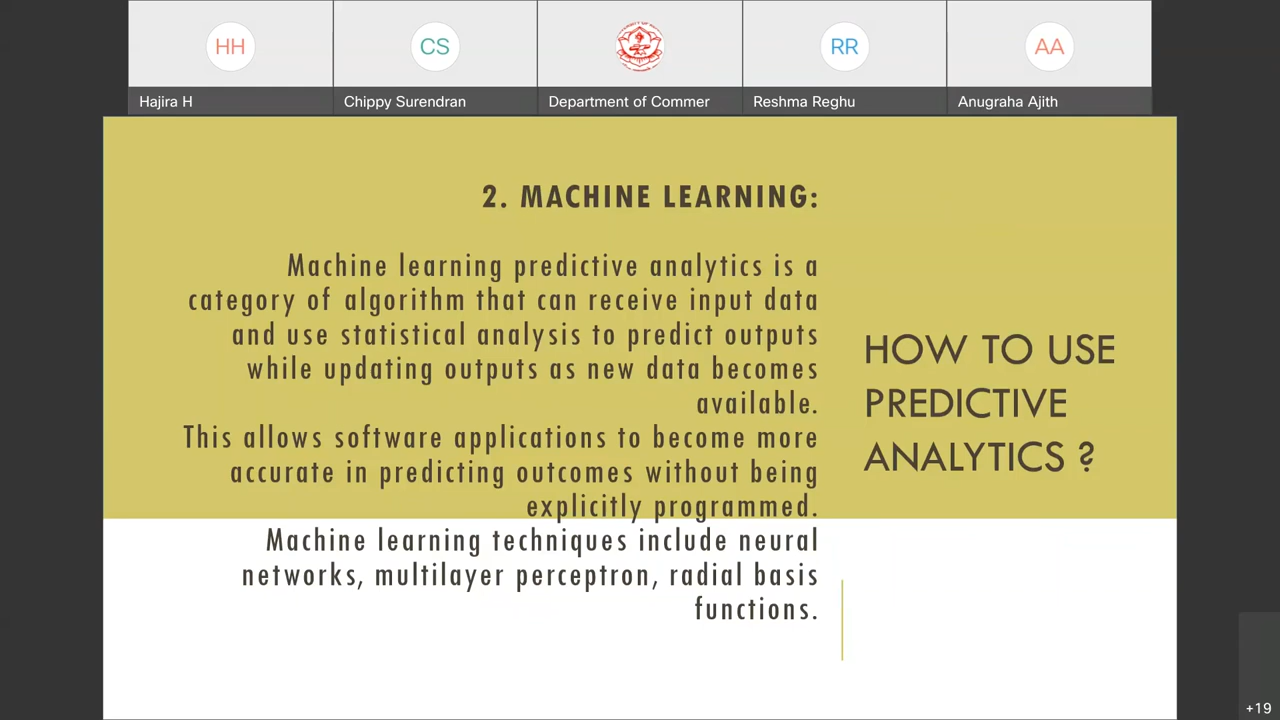 HH
CS
RR
AA
Hajira H
Chippy Surendran
Department of Commer
Reshma Reghu
Anugraha Ajith
2. MACHINE LEARNING:
Machine learning predictive analytics is a
category of algorithm that can receive input data
and use statistical analysis to predict outputs
while updating outputs as new data becomes
available.
This allows software applications to become more
accurate in predicting outcomes without being
explicitly programmed.
Machine learning techniques include neural
networks, multilayer perceptron, radial basis
functions.
HOW TO USE
PREDICTIVE
ANALYTICS ?
+19